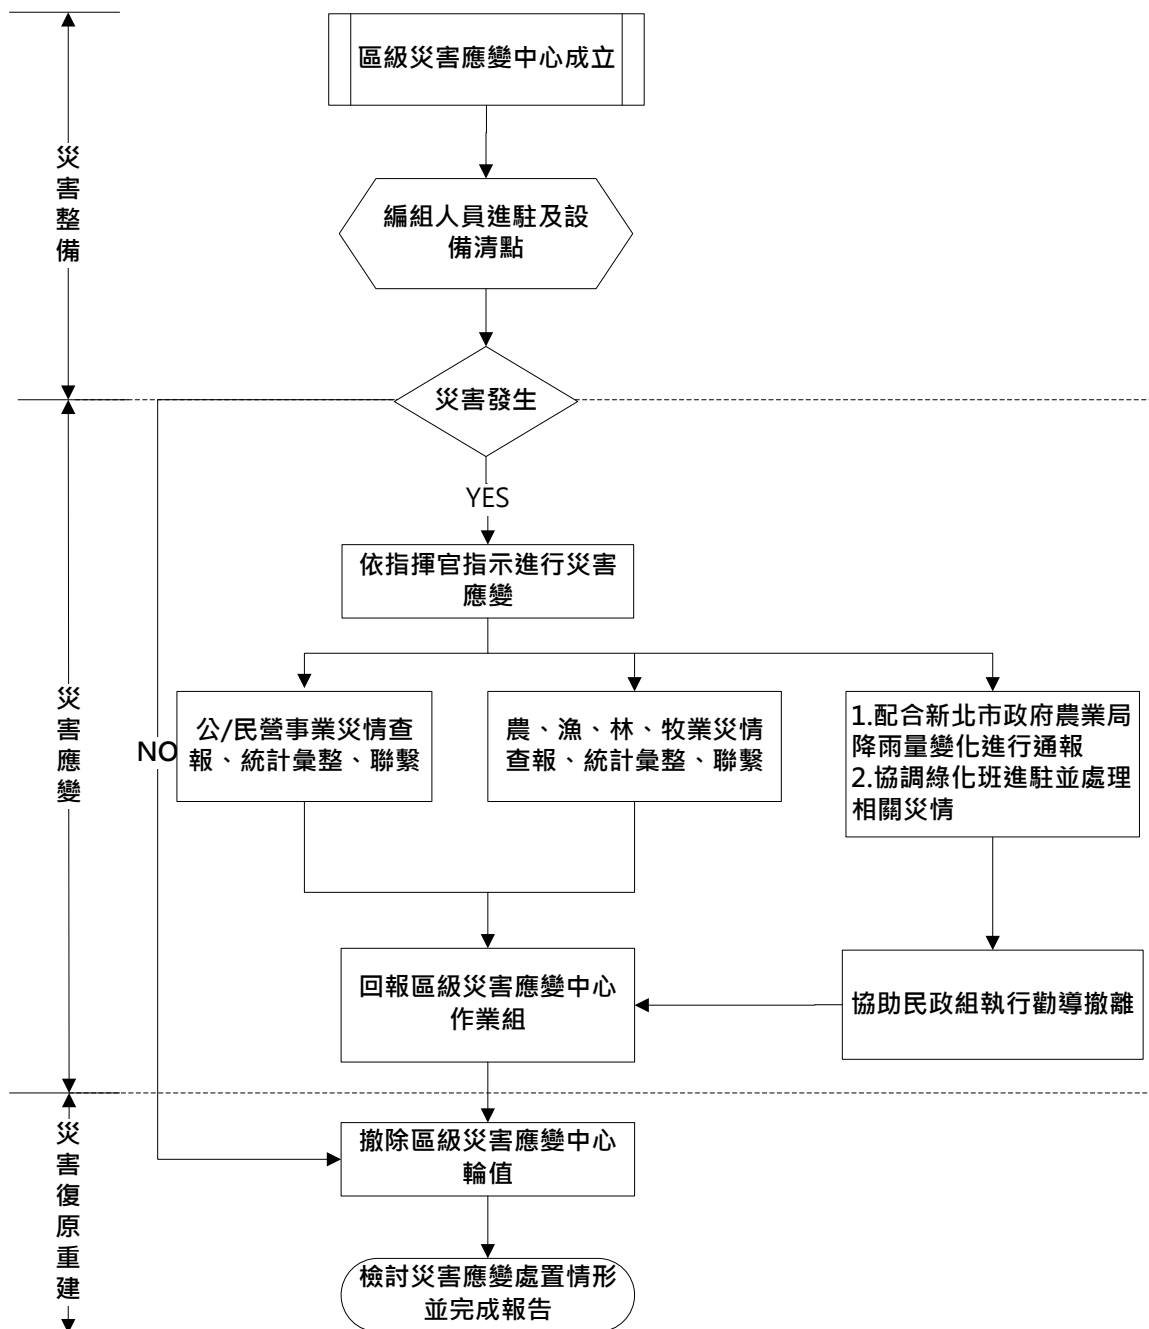 區級災害應變中心成立
災害整備
編組人員進駐及設
備清點
災害發生
YES
依指揮官指示進行災害
應變
災害應變
NO
公/民營事業災情查
報、統計彙整、聯繫
農、漁、林、牧業災情
查報、統計彙整、聯繫
1.配合新北市政府農業局
降雨量變化進行通報
2.協調綠化班進駐並處理
相關災情
回報區級災害應變中心
作業組
協助民政組執行勸導撤離
災害復原重建
撤除區級災害應變中心
輪值
檢討災害應變處置情形
並完成報告